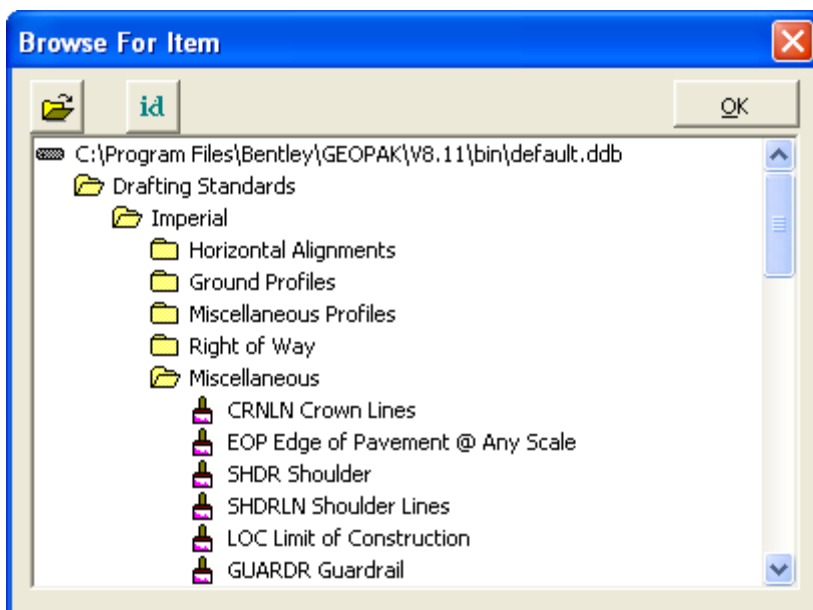 Browse For Item
id
OK
C:\Program Files\Bentley\GEOPAK\V8.11\bin\default.ddb
Drafting Standards
Imperial
Horizontal Alignments
Ground Profiles
Miscellaneous Profiles
Right of Way
Miscellaneous
CRNLN Crown Lines
EOP Edge of Pavement @ Any Scale
SHDR Shoulder
SHDRLN Shoulder Lines
LOC Limit of Construction
GUARDR Guardrail